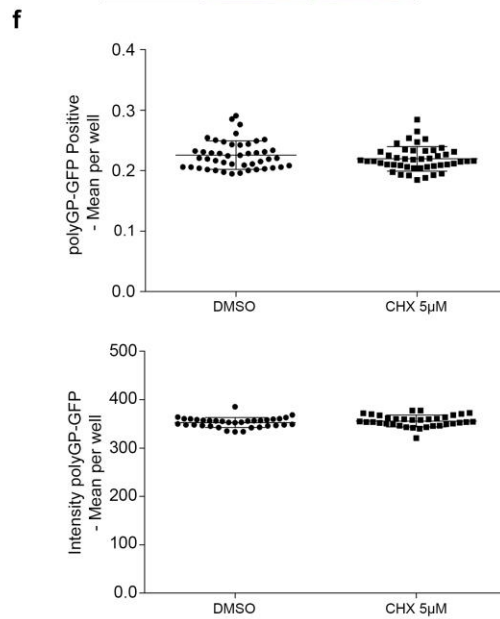 f
0.4
0.3
0.2
0.1
0.0
polyGP-GFP Positive
- Mean per well
DMSO
CHX 5µM
500
400
300
200
100
0.0
Intensity polyGP-GFP
- Mean per well
DMSO
CHX 5µM